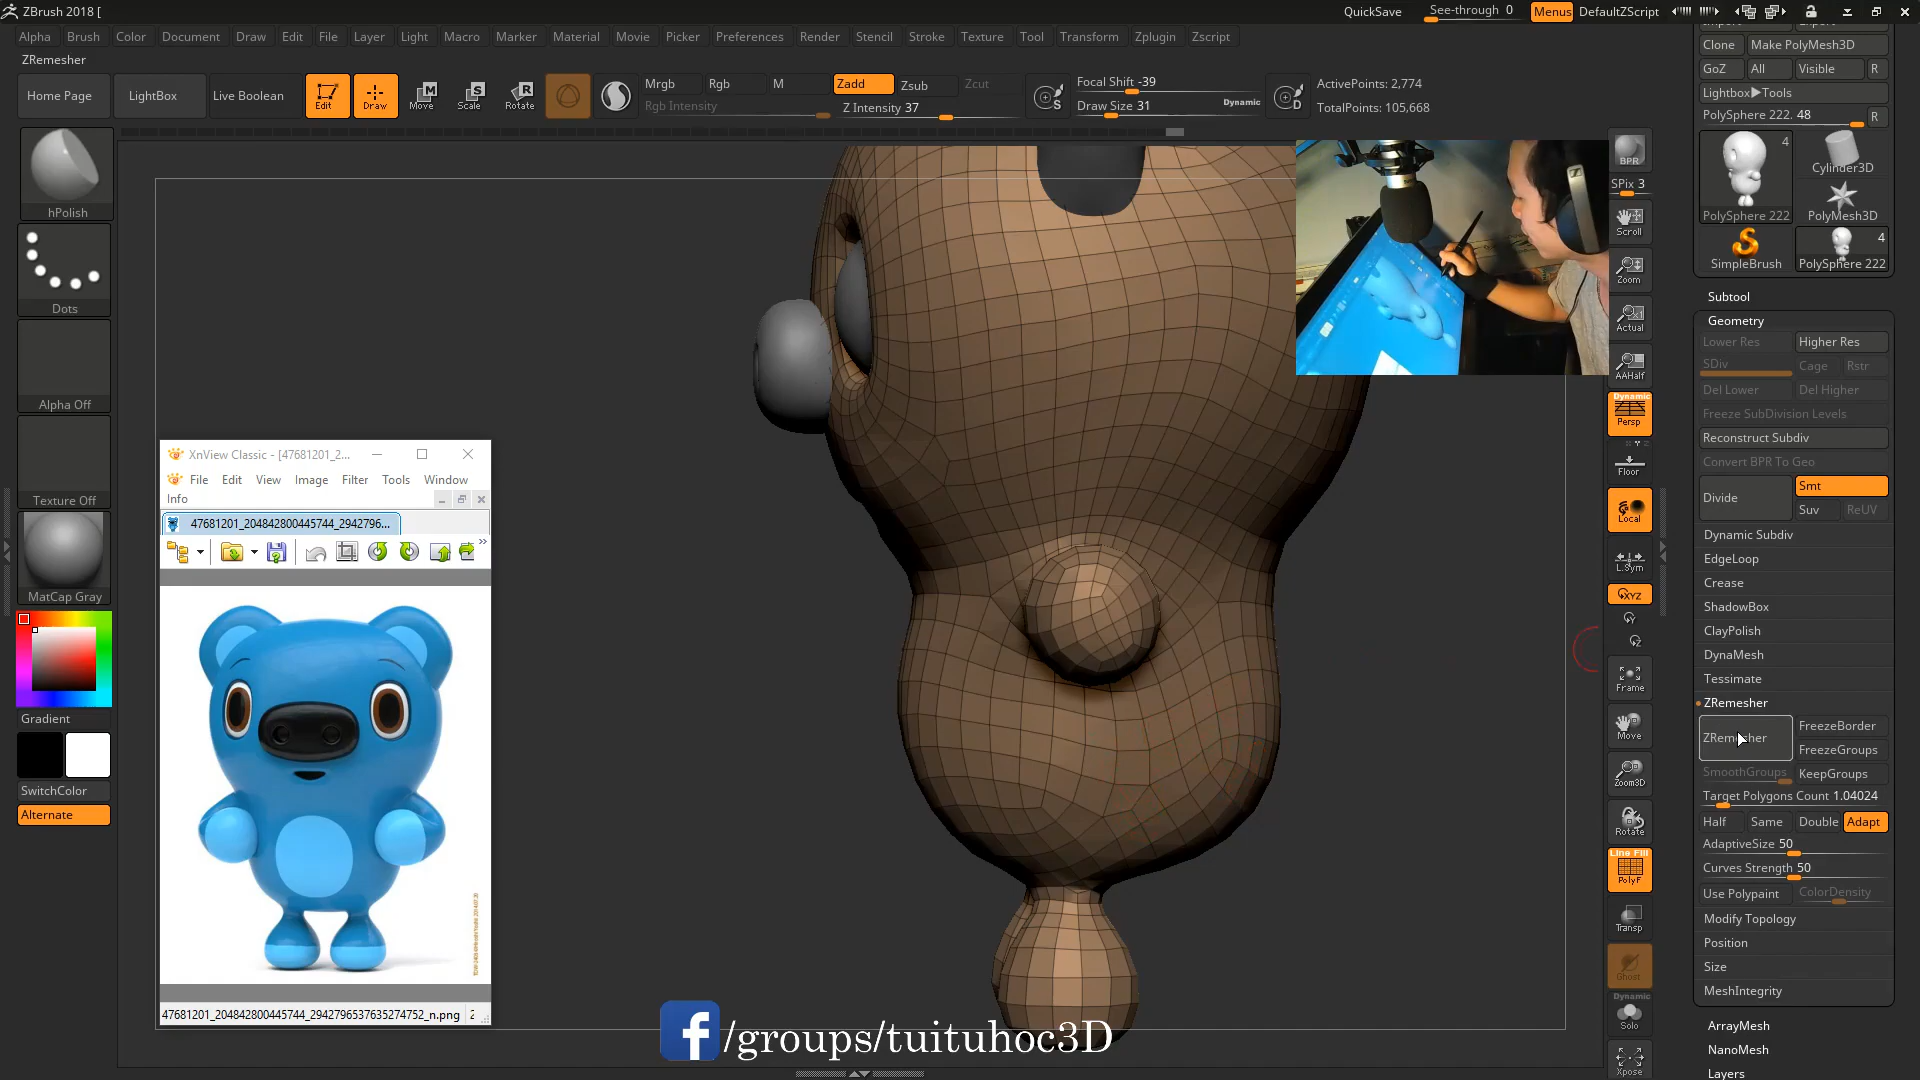 ZBrush 2018 [
QuickSave
See-through 0
Menus
DefaultZScript
Alpha Brush Color Document Draw Edit File Layer Light Macro Marker Material Movie Picker Preferences Render Stencil Stroke Texture Tool Transform Zplugin Zscript
ZRemesher
Home Page
LightBox
Live Boolean
Edit
Draw
Move
Scale
Rotate
Mrgb Rgb M
Rgb Intensity
Zadd Zsub Zcut
Z Intensity 37
S
Focal Shift -39
Draw Size 31
Dynamic
D
ActivePoints: 2,774
TotalPoints: 105,668
hPolish
Dots
Alpha Off
Texture Off
MatCap Gray
Gradient
SwitchColor
Alternate
XnView Classic - [47681201_2...
File Edit View Image Filter Tools Window
Info
47681201_204842800445744_2942796...
47681201_204842800445744_2942796537635274752_n.png
/groups/tuituhoc3D
BPR
SPix 3
Scroll
Zoom
Actual
AAHalf
Dynamic
Persp
Floor
Local
L.Sym
XYZ
Frame
Move
Zoom3D
Rotate
Line Fill
PolyF
Transp
Ghost
Dynamic
Solo
Xpose
Clone Make PolyMesh3D
GoZ All Visible R
Lightbox▶Tools
PolySphere 222. 48 R
4
PolySphere 222
Cylinder3D
PolyMesh3D
SimpleBrush
4
PolySphere 222
Subtool
Geometry
Lower Res Higher Res
SDiv Cage Rstr
Del Lower Del Higher
Freeze SubDivision Levels
Reconstruct Subdiv
Convert BPR To Geo
Divide
Smt
Suv ReUV
Dynamic Subdiv
EdgeLoop
Crease
ShadowBox
ClayPolish
DynaMesh
Tessimate
ZRemesher
ZRemesher
FreezeBorder
FreezeGroups
SmoothGroups KeepGroups
Target Polygons Count 1.04024
Half Same Double Adapt
AdaptiveSize 50
Curves Strength 50
Use Polypaint ColorDensity
Modify Topology
Position
Size
MeshIntegrity
ArrayMesh
NanoMesh
Layers